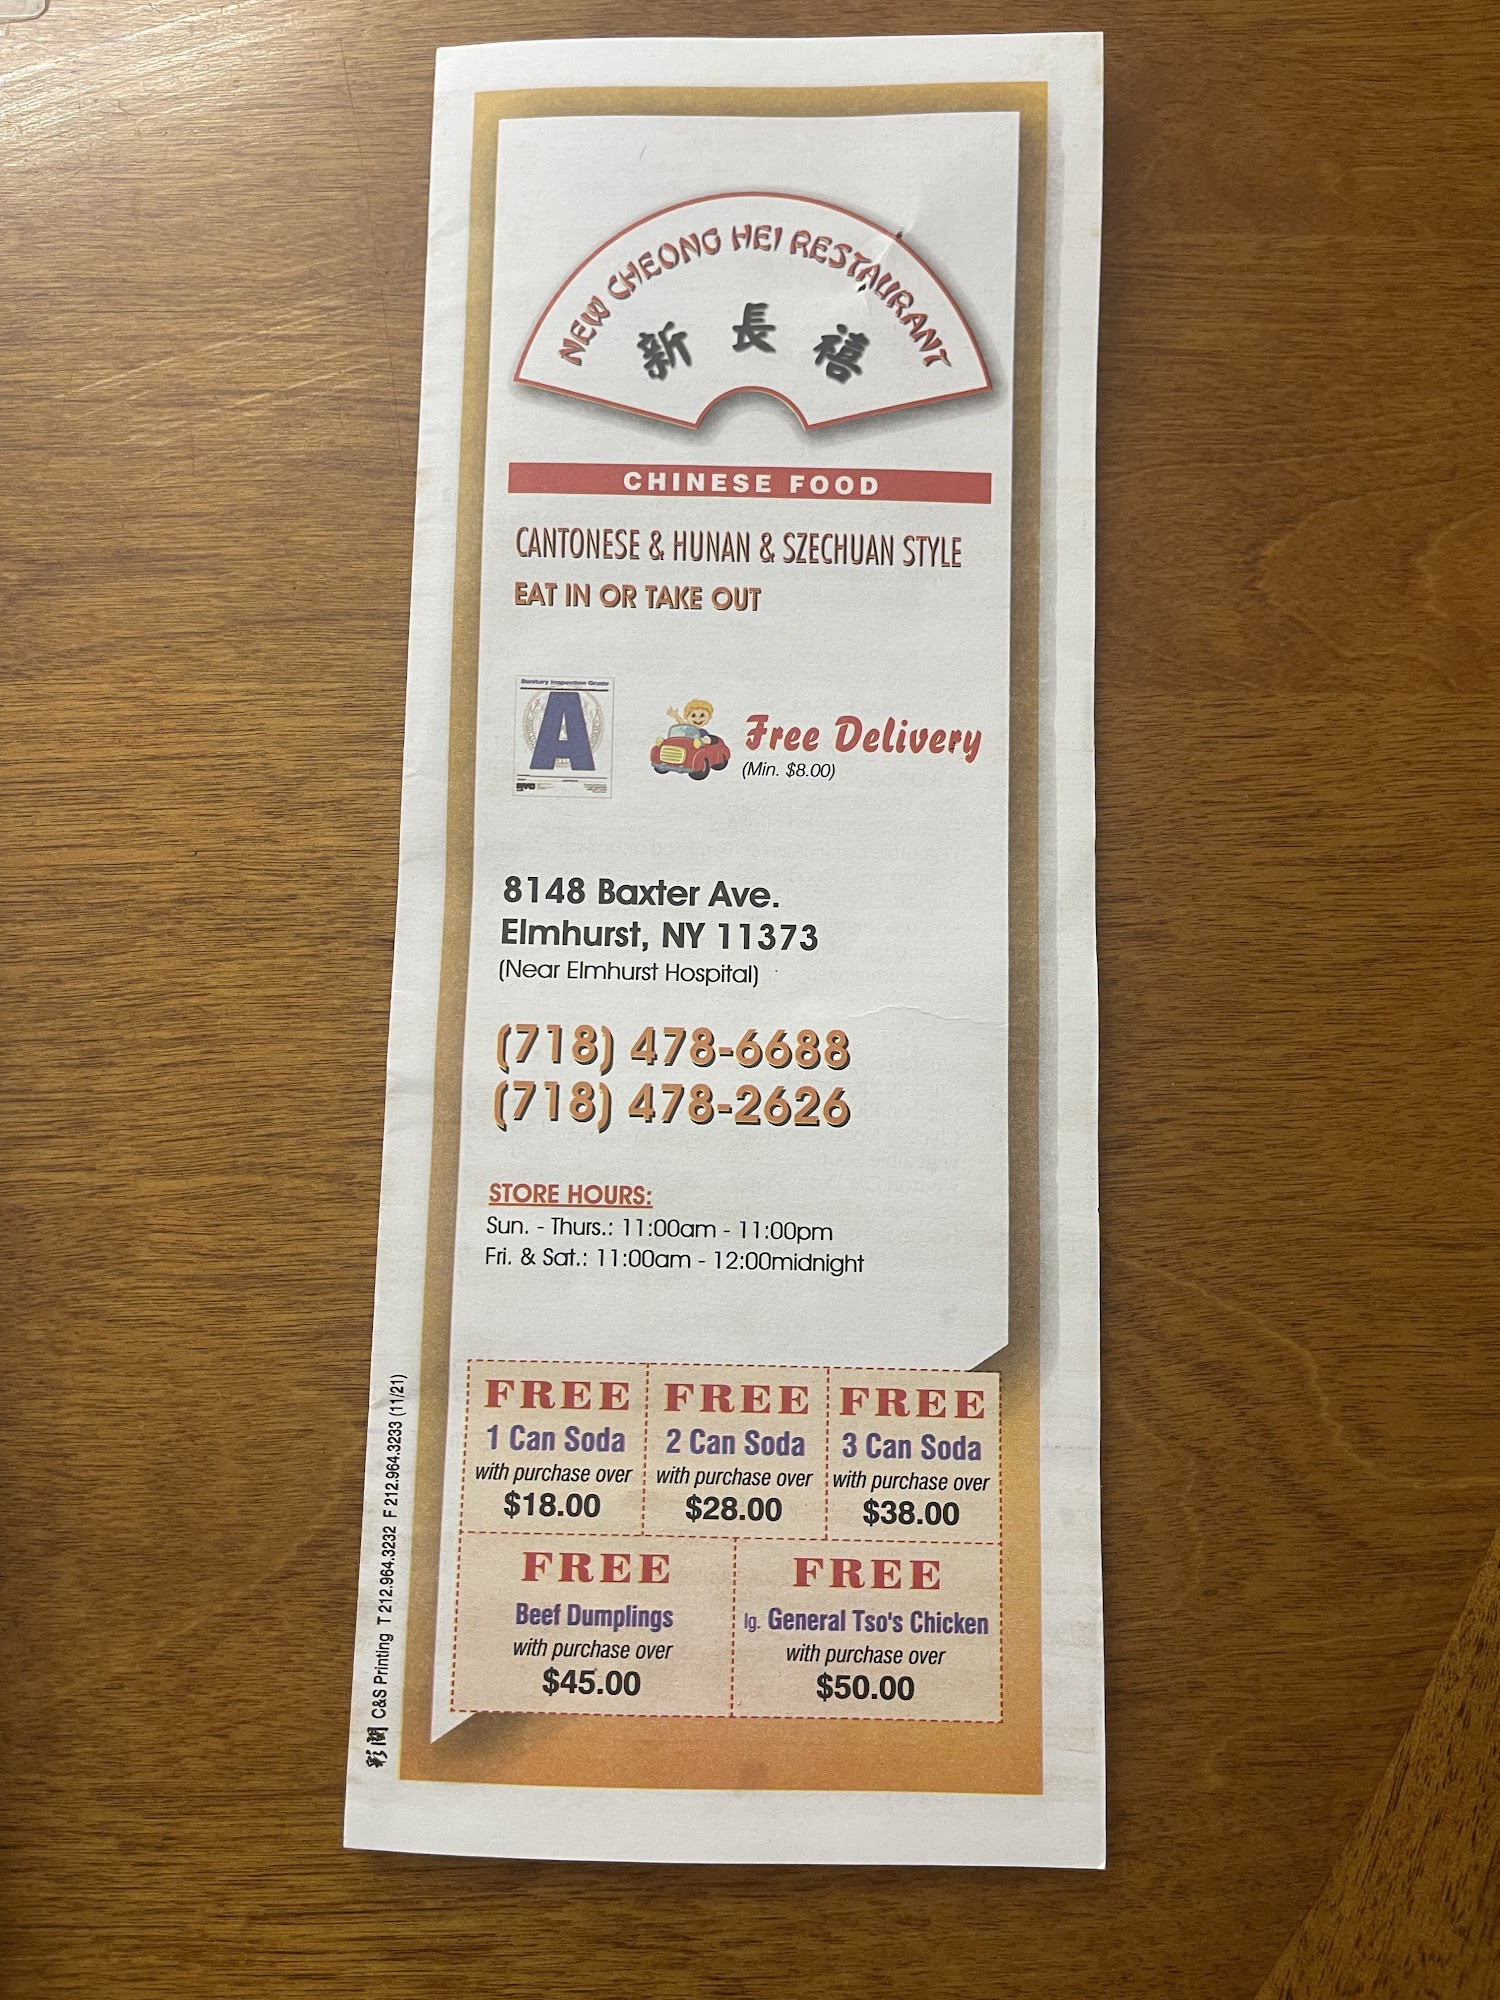 NEW CHEONG HEI RESTAURANT
新 長 禧
CHINESE FOOD
CANTONESE & HUNAN & SZECHUAN STYLE
EAT IN OR TAKE OUT
Sanitary Inspection Grade
A
NYC
Free Delivery
(Min. $8.00)
8148 Baxter Ave.
Elmhurst, NY 11373
(Near Elmhurst Hospital)
(718) 478-6688
(718) 478-2626
STORE HOURS:
Sun. - Thurs.: 11:00am - 11:00pm
Fri. & Sat.: 11:00am - 12:00midnight
FREE
1 Can Soda
with purchase over
$18.00
FREE
2 Can Soda
with purchase over
$28.00
FREE
3 Can Soda
with purchase over
$38.00
FREE
Beef Dumplings
with purchase over
$45.00
FREE
lg. General Tso's Chicken
with purchase over
$50.00
C&S Printing T 212.964.3232 F 212.964.3233 (11/21)